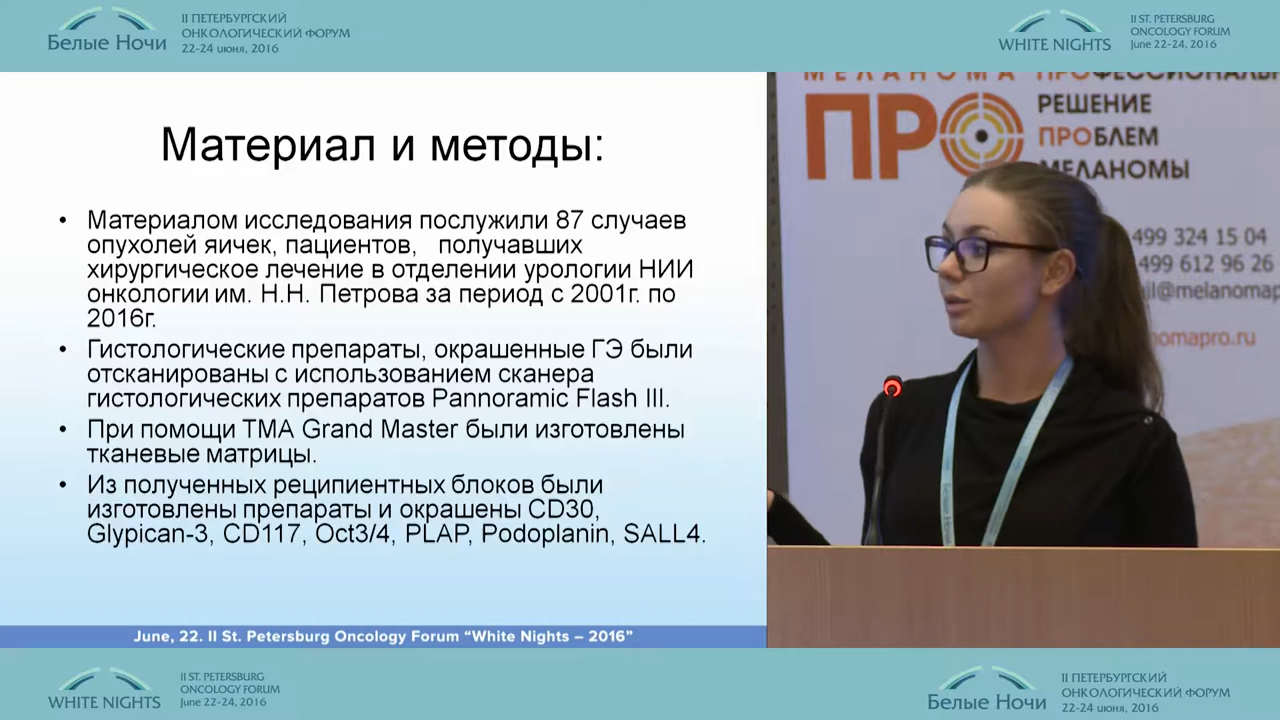 Белые Ночи
II ПЕТЕРБУРГСКИЙ
ОНКОЛОГИЧЕСКИЙ ФОРУМ
22-24 июня, 2016
WHITE NIGHTS
II ST. PETERSBURG
ONCOLOGY FORUM
June 22-24, 2016
Материал и методы:
• Материалом исследования послужили 87 случаев
опухолей яичек, пациентов, получавших
хирургическое лечение в отделении урологии НИИ
онкологии им. Н.Н. Петрова за период с 2001г. по
2016г.
• Гистологические препараты, окрашенные ГЭ были
отсканированы с использованием сканера
гистологических препаратов Pannoramic Flash III.
• При помощи TMA Grand Master были изготовлены
тканевые матрицы.
• Из полученных реципиентных блоков были
изготовлены препараты и окрашены CD30,
Glypican-3, CD117, Oct3/4, PLAP, Podoplanin, SALL4.
June, 22. II St. Petersburg Oncology Forum “White Nights – 2016”
МЕЛАНОМА
ПРО
ПРОФЕССИОНАЛЬН
РЕШЕНИЕ
ПРОБЛЕМ
МЕЛАНОМЫ
499 324 15 04
499 612 96 26
il@melanomap
nomapro.ru
WHITE NIGHTS
II ST. PETERSBURG
ONCOLOGY FORUM
June 22-24, 2016
Белые Ночи
II ПЕТЕРБУРГСКИЙ
ОНКОЛОГИЧЕСКИЙ ФОРУМ
22-24 июня, 2016